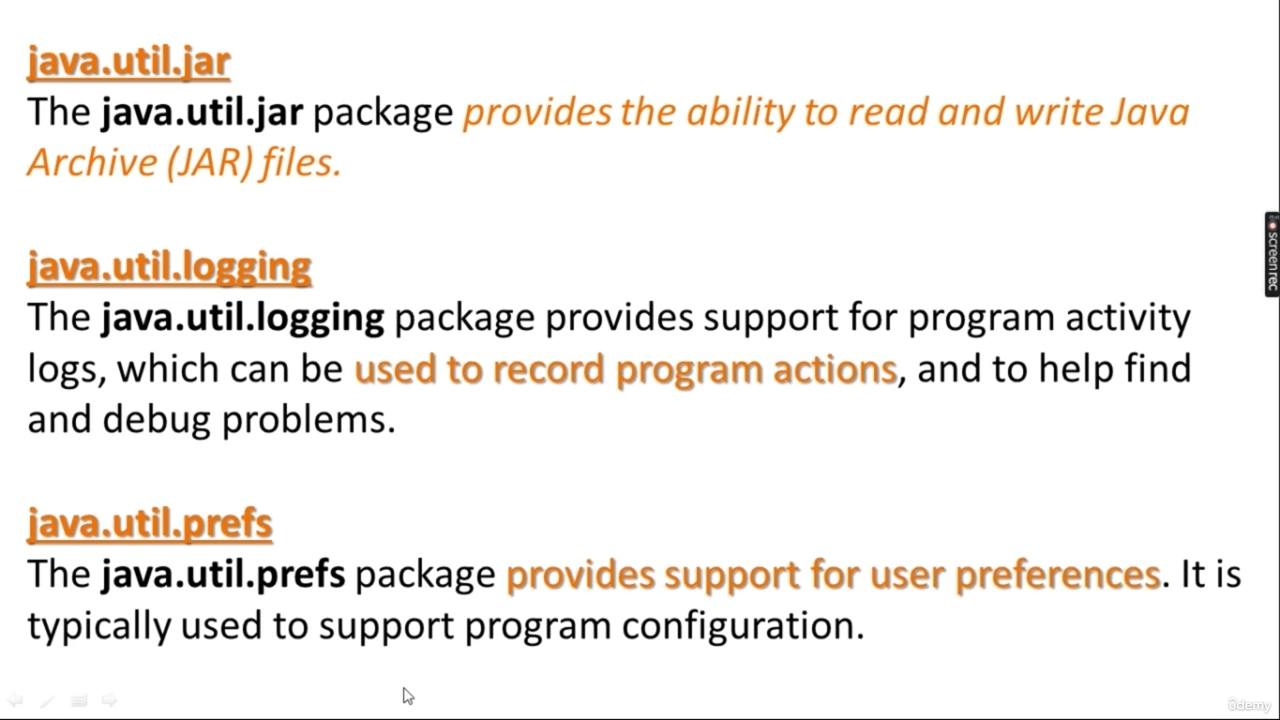 java.util.jar
The java.util.jar package provides the ability to read and write Java
Archive (JAR) files.
java.util.logging
The java.util.logging package provides support for program activity
logs, which can be used to record program actions, and to help find
and debug problems.
java.util.prefs
The java.util.prefs package provides support for user preferences. It is
typically used to support program configuration.
screenrec
ûdemy